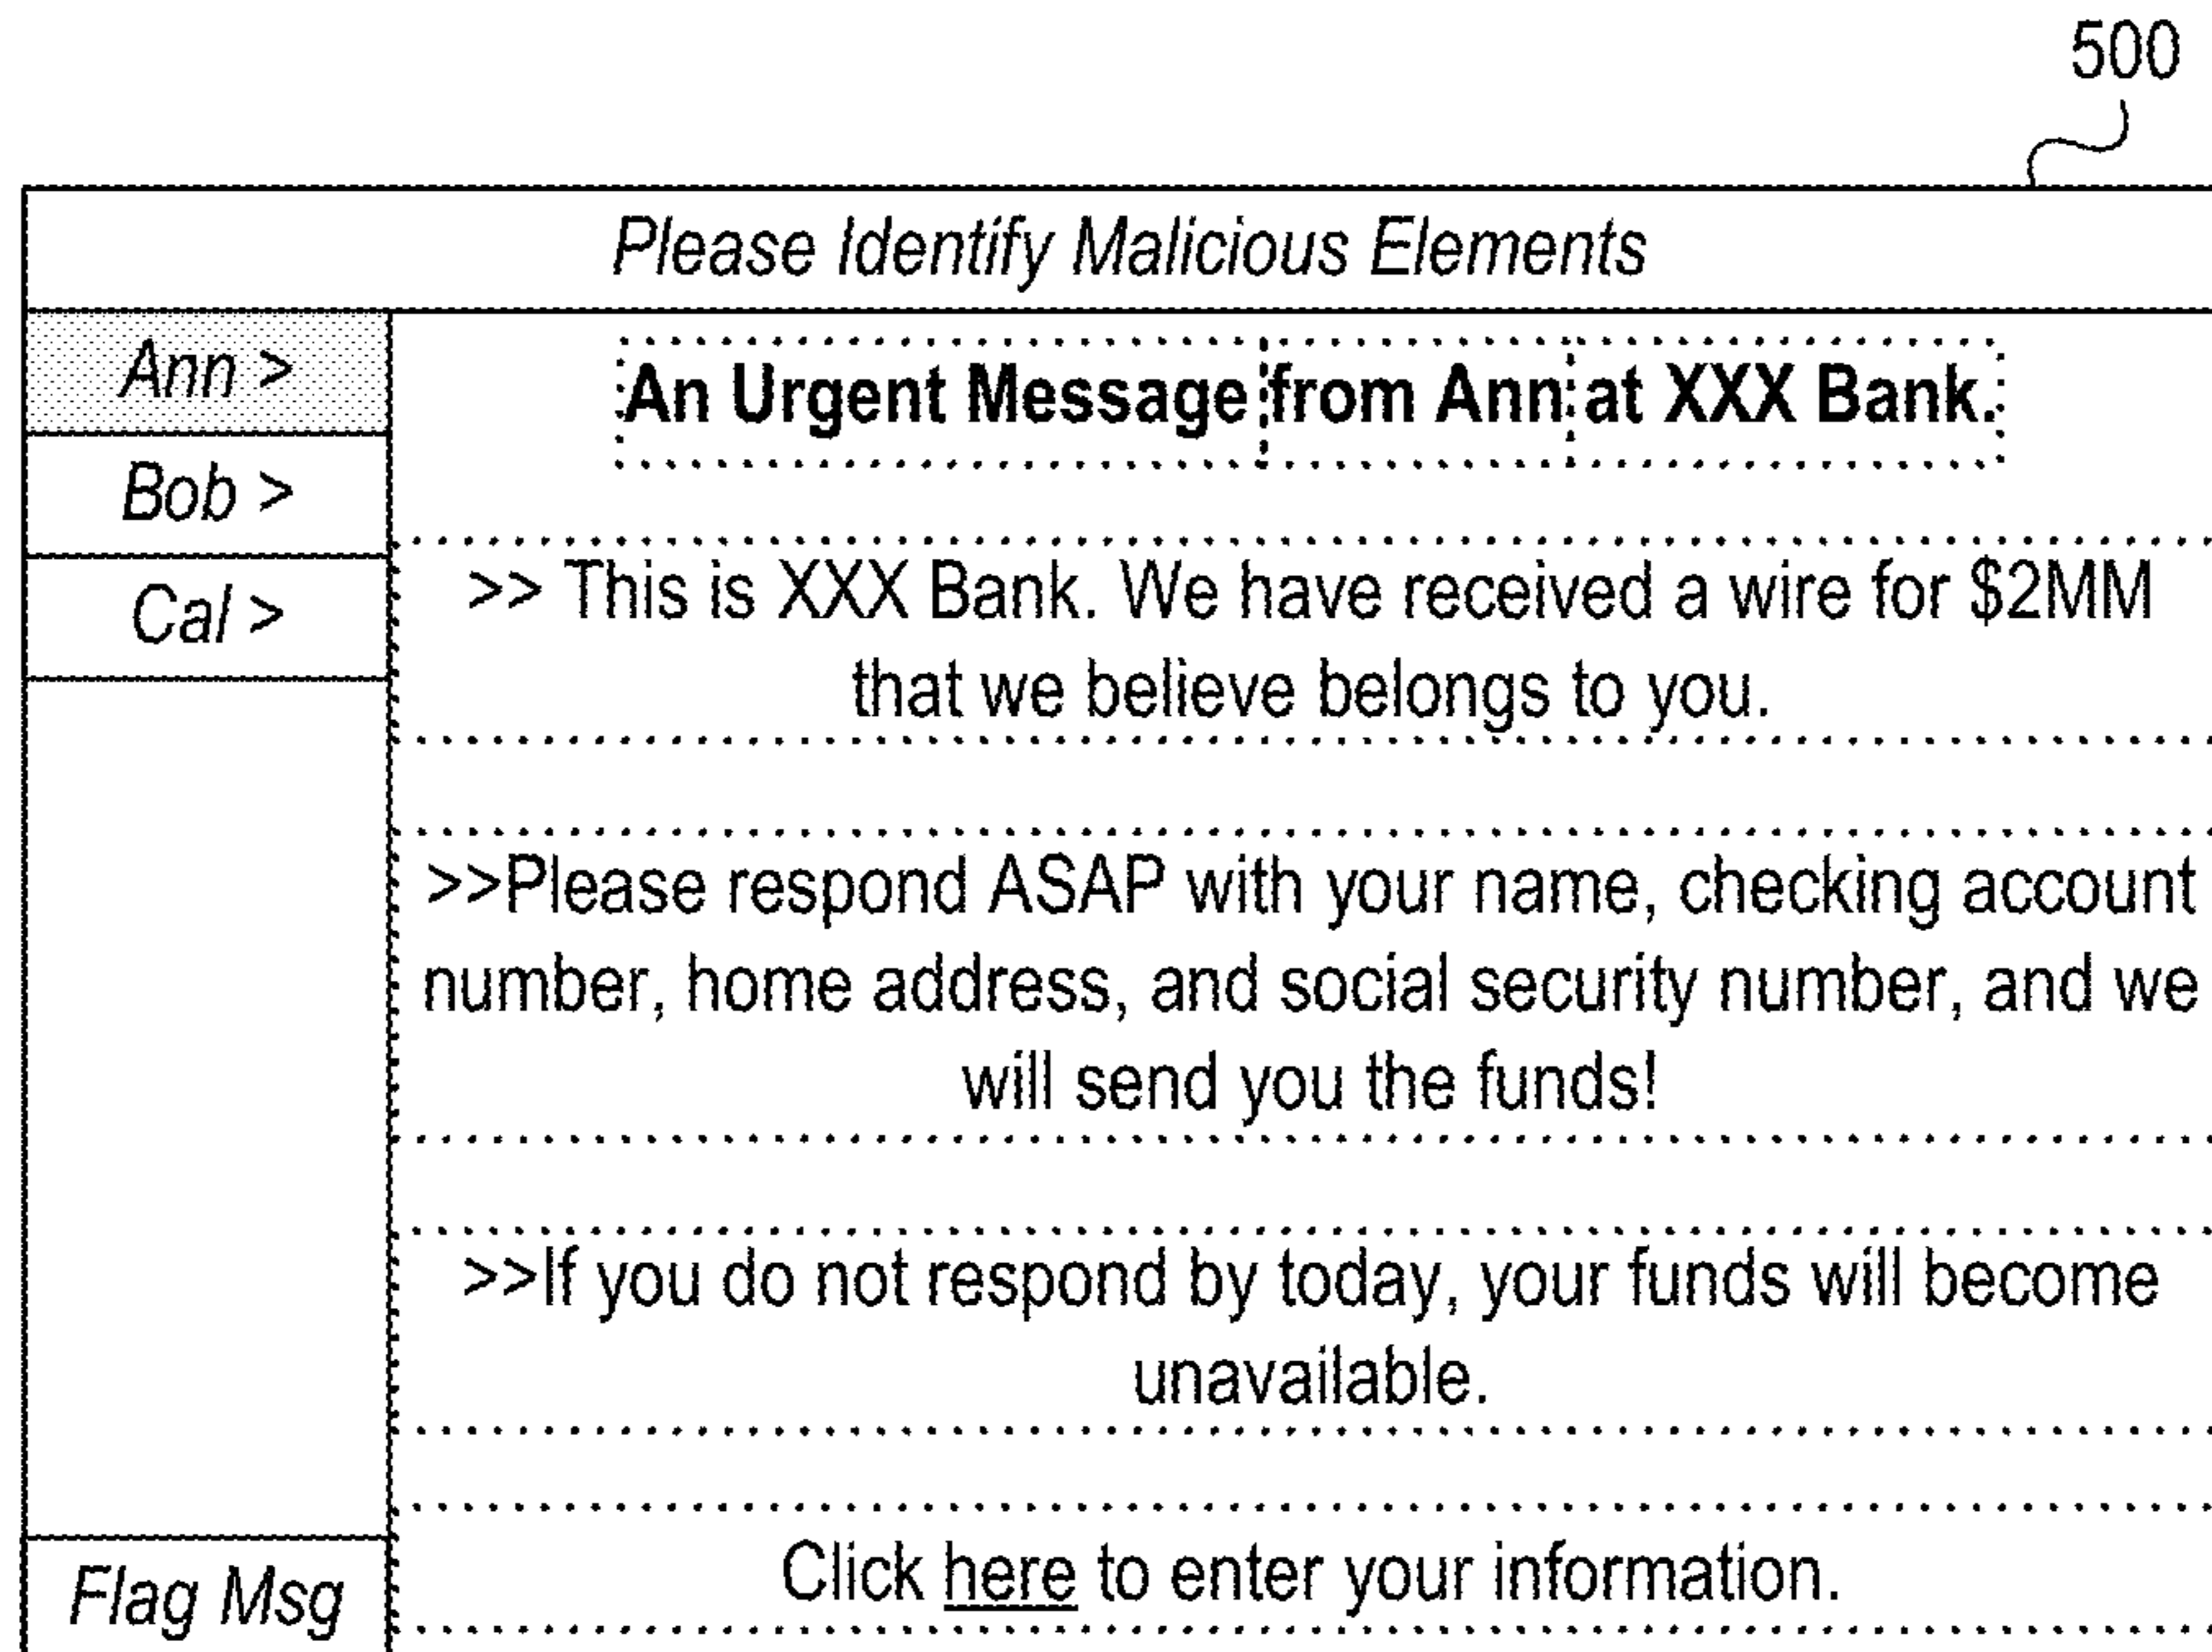 500
Please Identify Malicious Elements
Ann >
Bob >
Cal >
An Urgent Message from Ann at XXX Bank.
>> This is XXX Bank. We have received a wire for $2MM
that we believe belongs to you.
>>Please respond ASAP with your name, checking account
number, home address, and social security number, and we
will send you the funds!
>>If you do not respond by today, your funds will become
unavailable.
Click here to enter your information.
Flag Msg